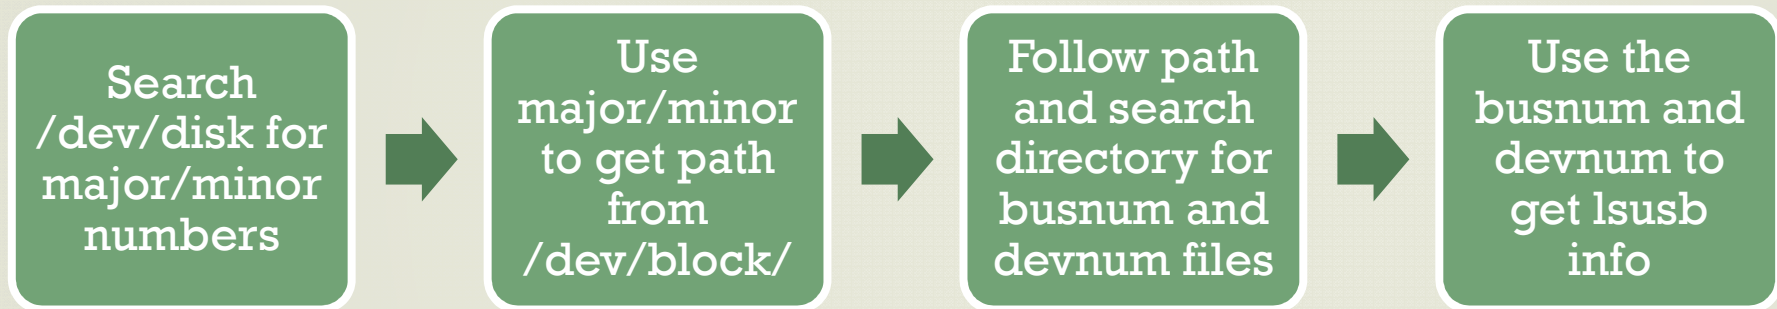 Search
/dev/disk for
major/minor
numbers
Use
major/minor
to get path
from
/dev/block/
Follow path
and search
directory for
busnum and
devnum files
Use the
busnum and
devnum to
get lsusb
info